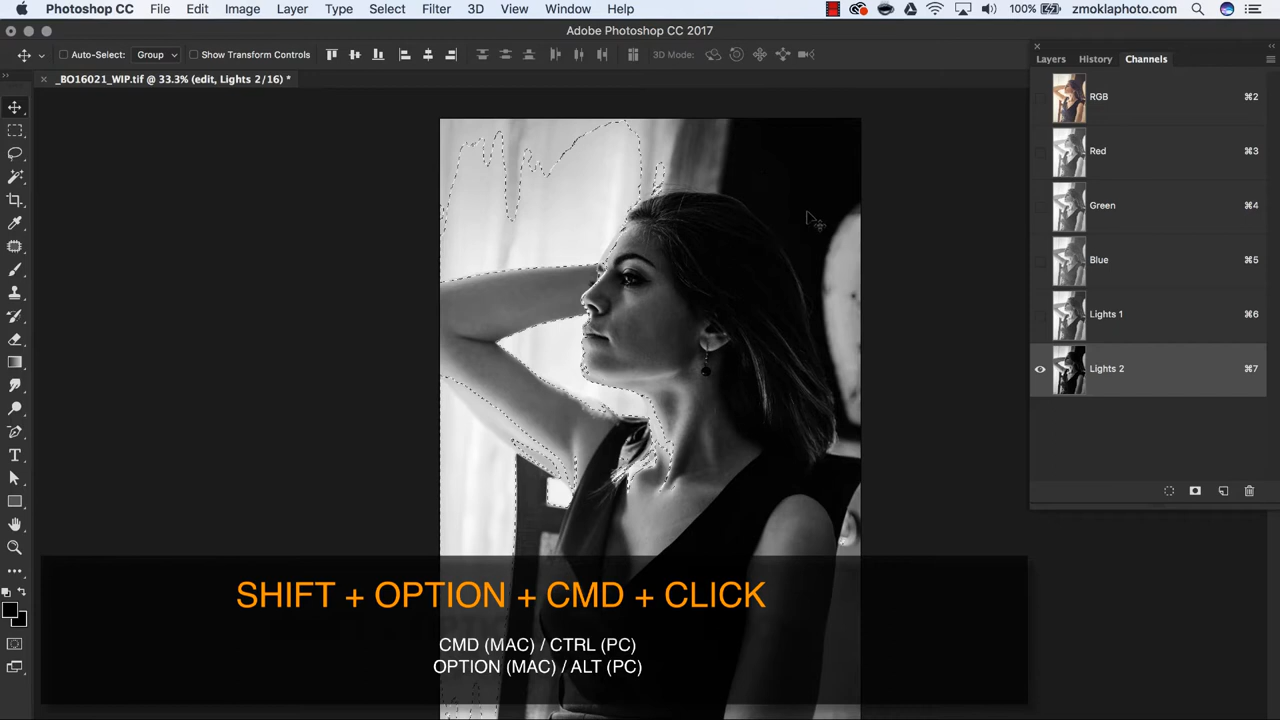 Photoshop CC File Edit Image Layer Type Select Filter 3D View Window Help 100% zmoklaphoto.com
Adobe Photoshop CC 2017
Auto-Select: Group Show Transform Controls 3D Mode:
_BO16021_WIP.tif @ 33.3% (edit, Lights 2/16) *
Layers History Channels
RGB ⌘2
Red ⌘3
Green ⌘4
Blue ⌘5
Lights 1 ⌘6
Lights 2 ⌘7
SHIFT + OPTION + CMD + CLICK
CMD (MAC) / CTRL (PC)
OPTION (MAC) / ALT (PC)